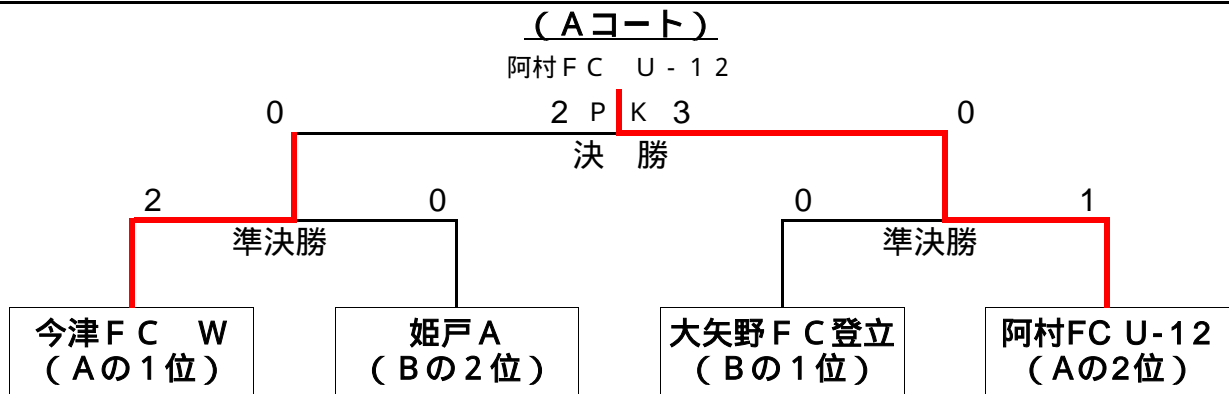 （Ａコート）
阿村ＦＣ　Ｕ-１２
0 2 Ｐ Ｋ 3 0
決　勝
2 0 0 1
準決勝 準決勝
今津ＦＣ　Ｗ
（Ａの１位）
姫戸Ａ
（Ｂの２位）
大矢野ＦＣ登立
（Ｂの１位）
阿村FC U-12
（Aの2位）